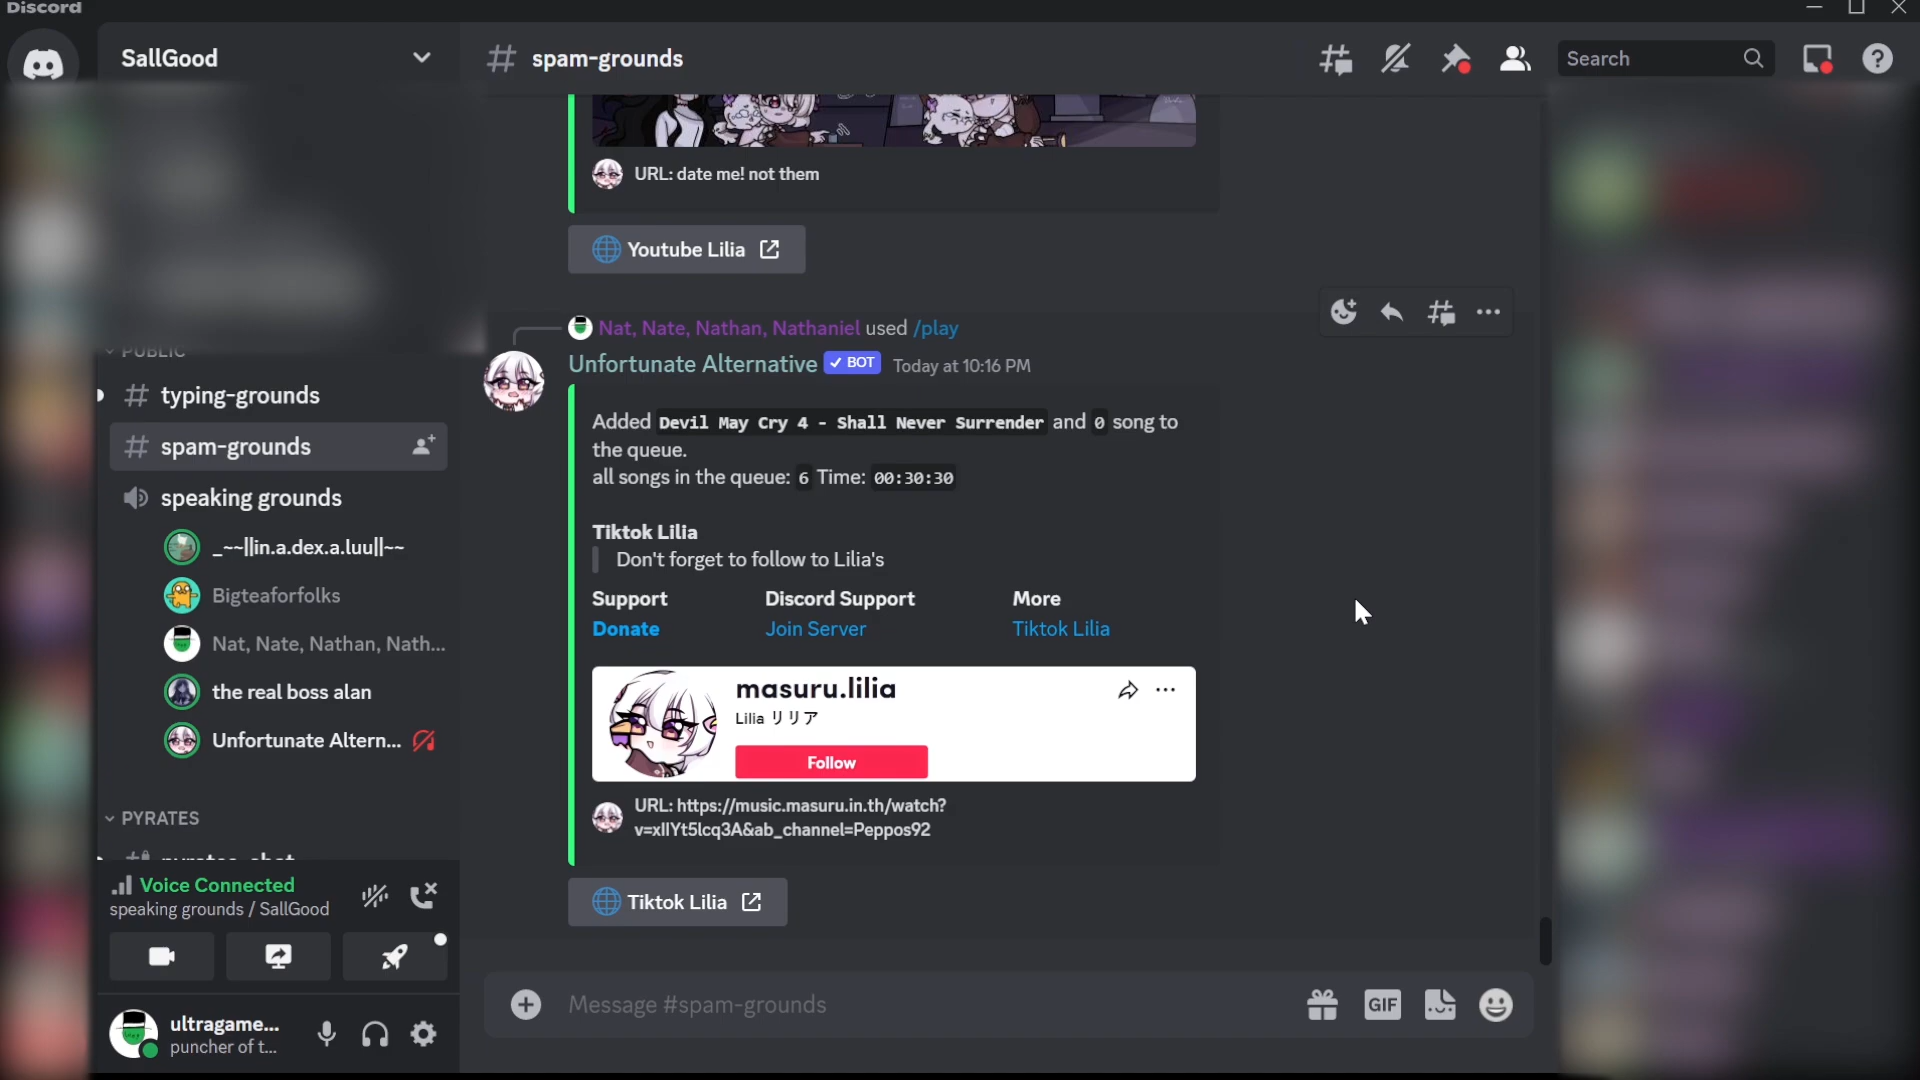 Discord
SallGood
# spam-grounds
Search
URL: date me! not them
Youtube Lilia
Nat, Nate, Nathan, Nathaniel used /play
Unfortunate Alternative ✓ BOT Today at 10:16 PM
PUBLIC
# typing-grounds
# spam-grounds
speaking grounds
_~~||in.a.dex.a.luu||~~
Bigteaforfolks
Nat, Nate, Nathan, Nath...
the real boss alan
Unfortunate Altern...
PYRATES
Voice Connected
speaking grounds / SallGood
ultragame...
puncher of t...
Added Devil May Cry 4 - Shall Never Surrender and 0 song to
the queue.
all songs in the queue: 6 Time: 00:30:30
Tiktok Lilia
Don't forget to follow to Lilia's
Support Discord Support More
Donate Join Server Tiktok Lilia
masuru.lilia
Lilia リリア
Follow
URL: https://music.masuru.in.th/watch?
v=xIIYt5lcq3A&ab_channel=Peppos92
Tiktok Lilia
Message #spam-grounds
GIF